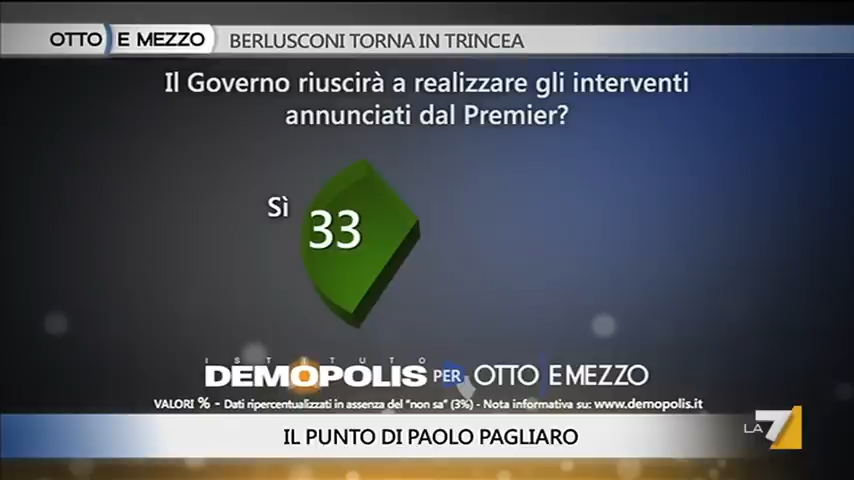 OTTO E MEZZO BERLUSCONI TORNA IN TRINCEA
Il Governo riuscirà a realizzare gli interventi
annunciati dal Premier?
Sì 33
ISTITUTO
DEMOPOLIS PER OTTO E MEZZO
VALORI % - Dati ripercentualizzati in assenza del "non sa" (3%) - Nota informativa su: www.demopolis.it
IL PUNTO DI PAOLO PAGLIARO
LA7